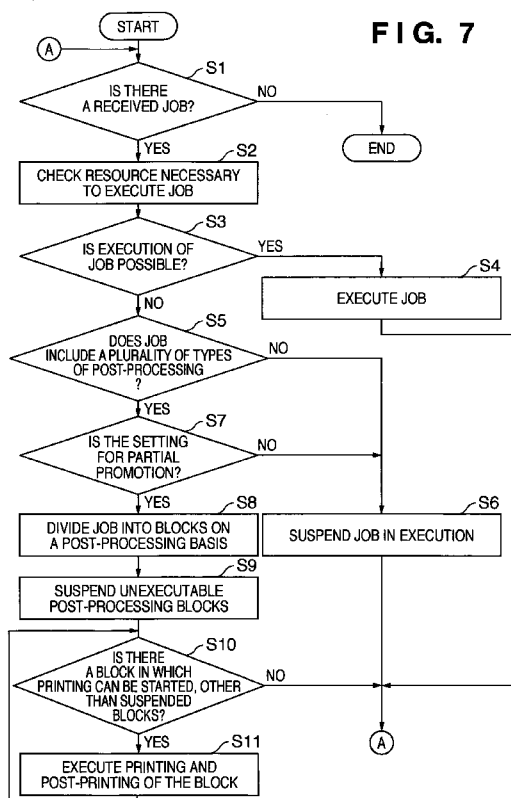 FIG. 7
START
A
S1
IS THERE
A RECEIVED JOB?
NO
END
YES
S2
CHECK RESOURCE NECESSARY
TO EXECUTE JOB
S3
IS EXECUTION OF
JOB POSSIBLE?
YES
S4
EXECUTE JOB
NO
S5
DOES JOB
INCLUDE A PLURALITY OF TYPES
OF POST-PROCESSING
?
NO
YES
S7
IS THE SETTING
FOR PARTIAL
PROMOTION?
NO
YES
S8
DIVIDE JOB INTO BLOCKS ON
A POST-PROCESSING BASIS
S6
SUSPEND JOB IN EXECUTION
S9
SUSPEND UNEXECUTABLE
POST-PROCESSING BLOCKS
S10
IS THERE
A BLOCK IN WHICH
PRINTING CAN BE STARTED, OTHER
THAN SUSPENDED
BLOCKS?
NO
A
YES
S11
EXECUTE PRINTING AND
POST-PRINTING OF THE BLOCK